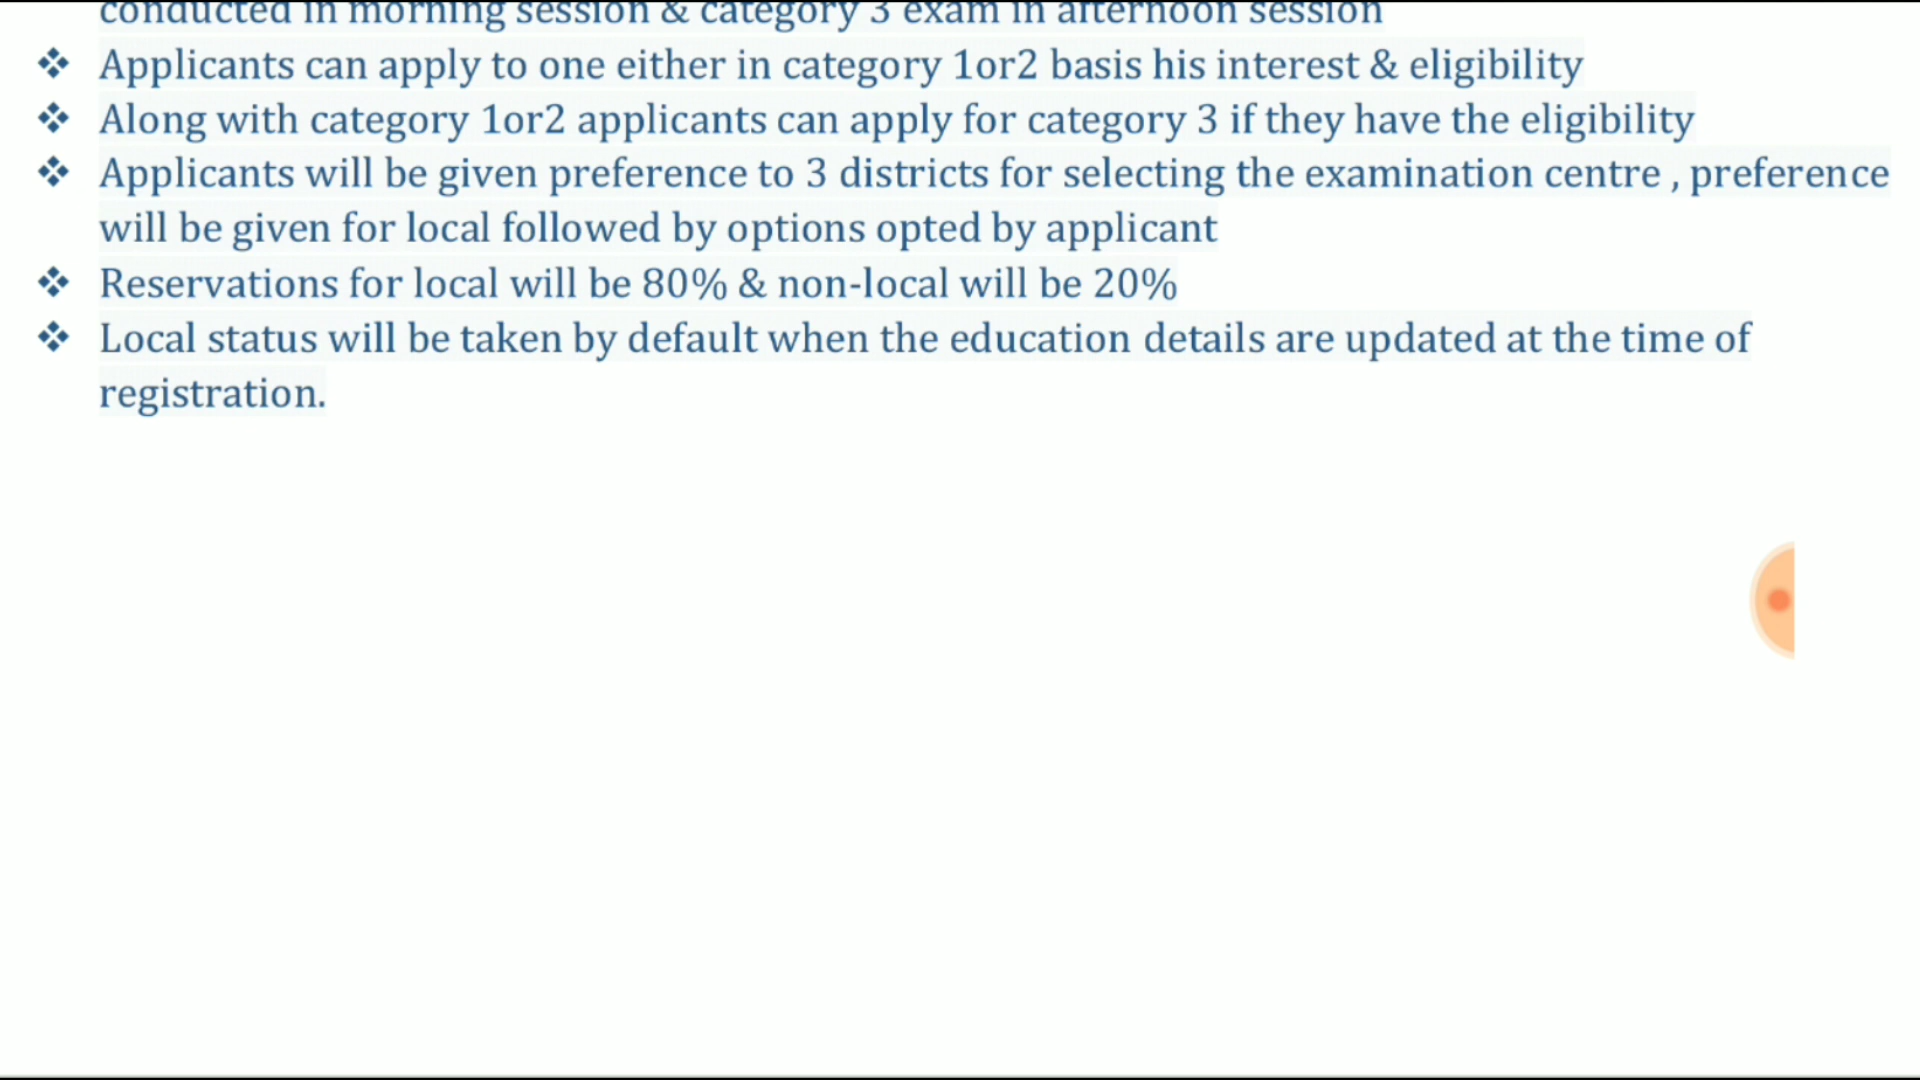 conducted in morning session & category 3 exam in afternoon session
❖ Applicants can apply to one either in category 1or2 basis his interest & eligibility
❖ Along with category 1or2 applicants can apply for category 3 if they have the eligibility
❖ Applicants will be given preference to 3 districts for selecting the examination centre , preference
will be given for local followed by options opted by applicant
❖ Reservations for local will be 80% & non-local will be 20%
❖ Local status will be taken by default when the education details are updated at the time of
registration.